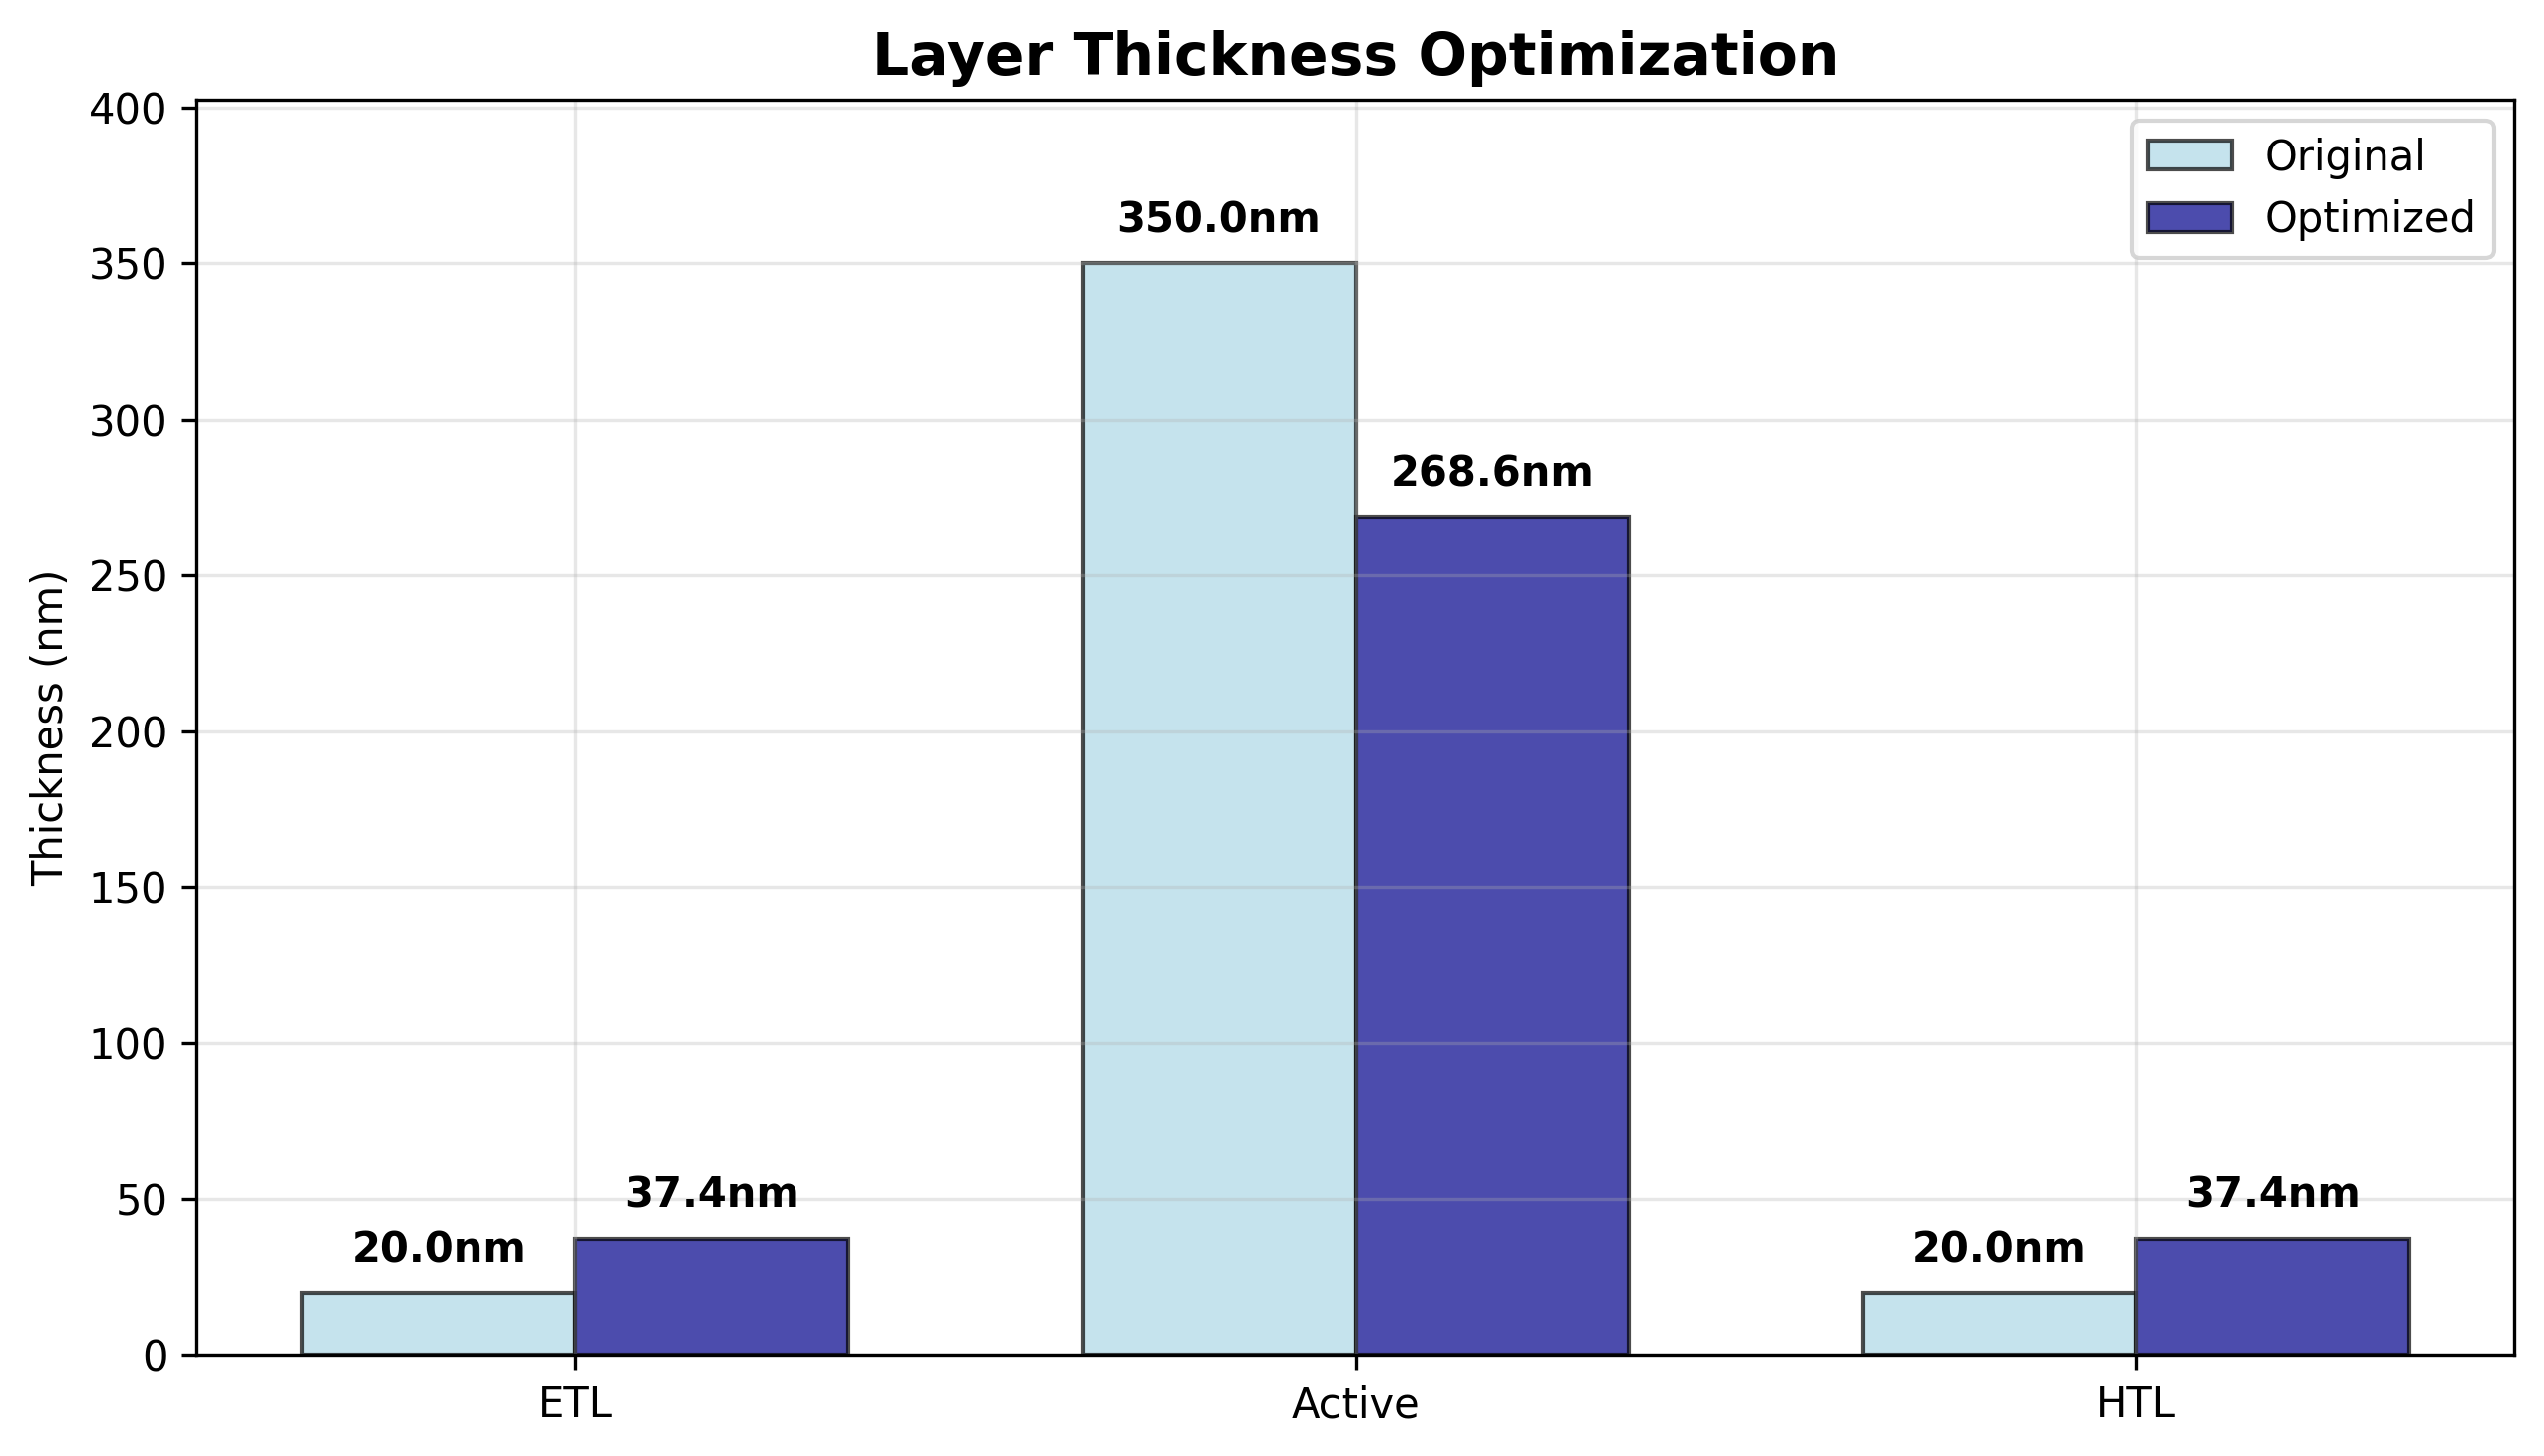 Layer Thickness Optimization
Original
Optimized
Thickness (nm)
400
350
300
250
200
150
100
50
0
350.0nm
268.6nm
20.0nm
37.4nm
20.0nm
37.4nm
ETL
Active
HTL